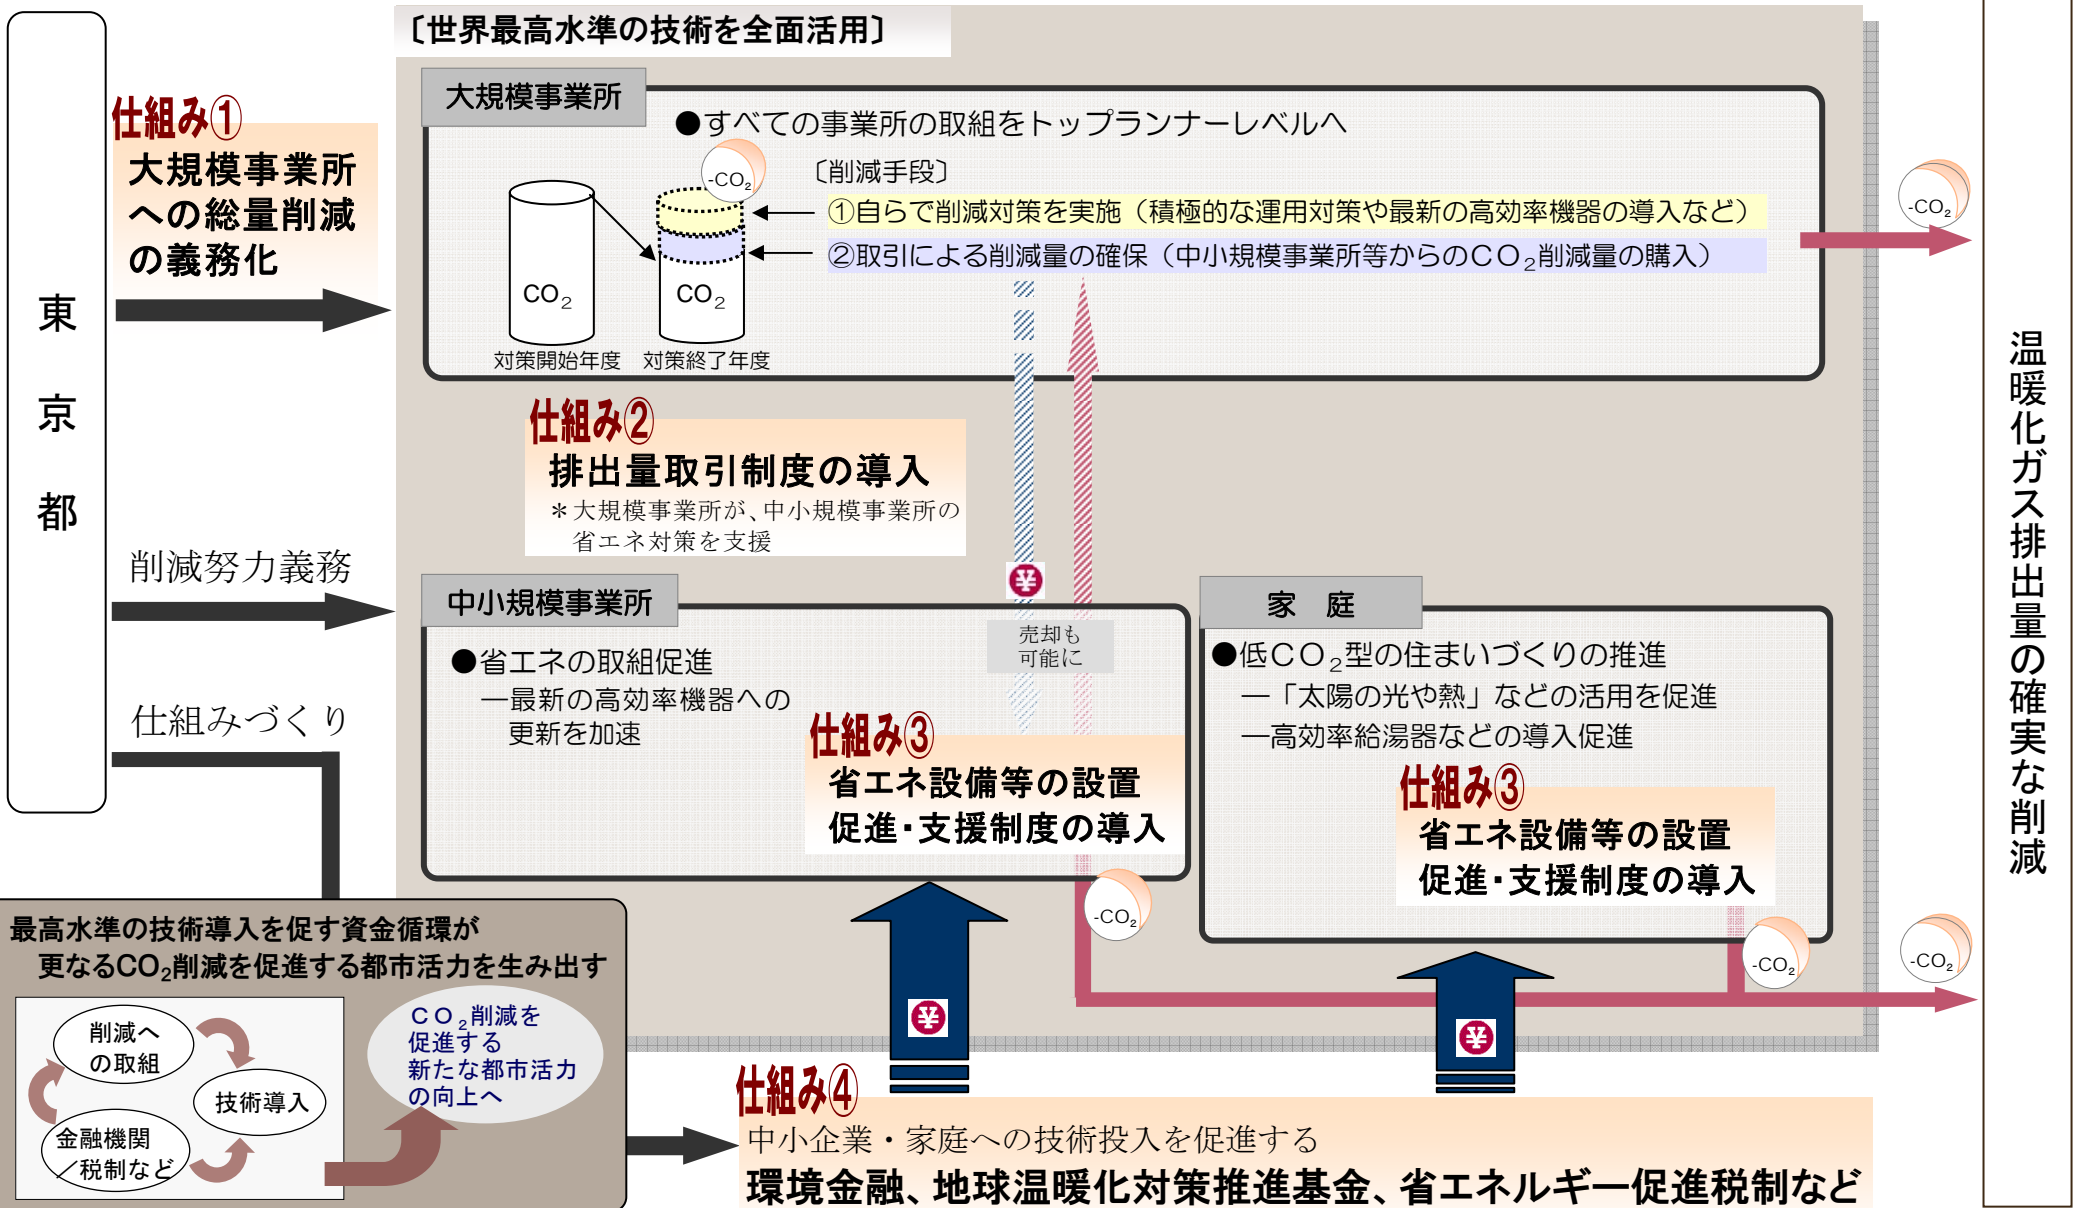 東京都
〔世界最高水準の技術を全面活用〕
仕組み①
大規模事業所
への総量削減
の義務化
大規模事業所
●すべての事業所の取組をトップランナーレベルへ
-CO₂
〔削減手段〕
①自らで削減対策を実施（積極的な運用対策や最新の高効率機器の導入など）
②取引による削減量の確保（中小規模事業所等からのCO₂削減量の購入）
CO₂
CO₂
対策開始年度
対策終了年度
-CO₂
仕組み②
排出量取引制度の導入
＊大規模事業所が、中小規模事業所の
省エネ対策を支援
削減努力義務
仕組みづくり
¥
売却も
可能に
中小規模事業所
●省エネの取組促進
―最新の高効率機器への
更新を加速
仕組み③
省エネ設備等の設置
促進・支援制度の導入
-CO₂
家 庭
●低CO₂型の住まいづくりの推進
―「太陽の光や熱」などの活用を促進
―高効率給湯器などの導入促進
仕組み③
省エネ設備等の設置
促進・支援制度の導入
-CO₂
-CO₂
温暖化ガス排出量の確実な削減
最高水準の技術導入を促す資金循環が
更なるCO₂削減を促進する都市活力を生み出す
削減へ
の取組
技術導入
金融機関
／税制など
CO₂削減を
促進する
新たな都市活力
の向上へ
¥
¥
仕組み④
中小企業・家庭への技術投入を促進する
環境金融、地球温暖化対策推進基金、省エネルギー促進税制など